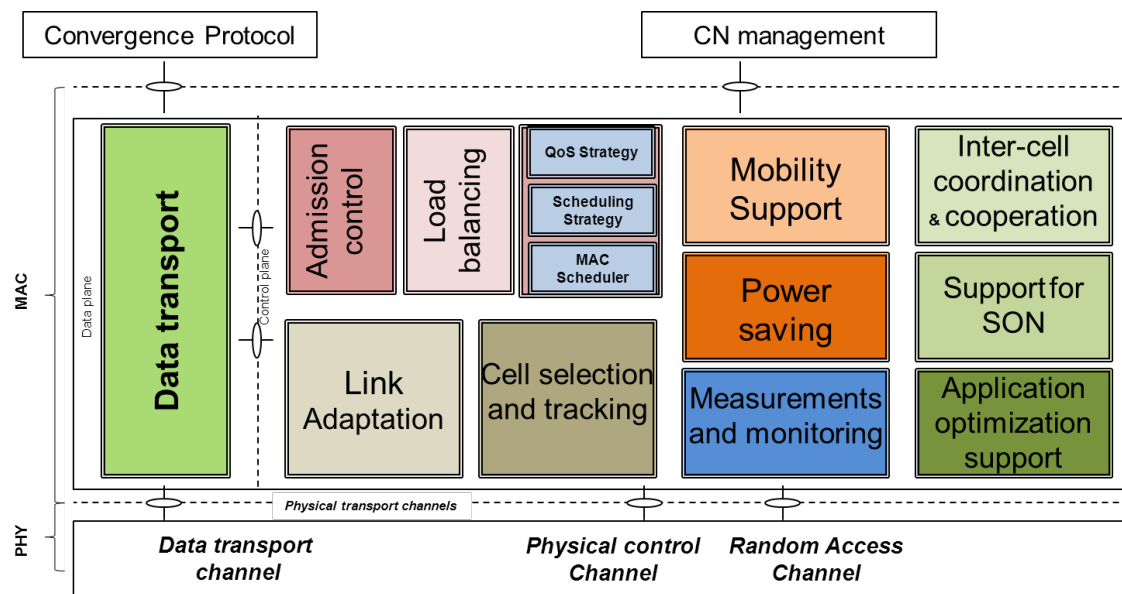 Convergence Protocol
CN management
MAC
Data plane
Data transport
Control plane
Admission
control
Load
balancing
QoS Strategy
Scheduling
Strategy
MAC
Scheduler
Mobility
Support
Inter-cell
coordination
& cooperation
Power
saving
Support for
SON
Link
Adaptation
Cell selection
and tracking
Measurements
and monitoring
Application
optimization
support
Physical transport channels
PHY
Data transport
channel
Physical control
Channel
Random Access
Channel